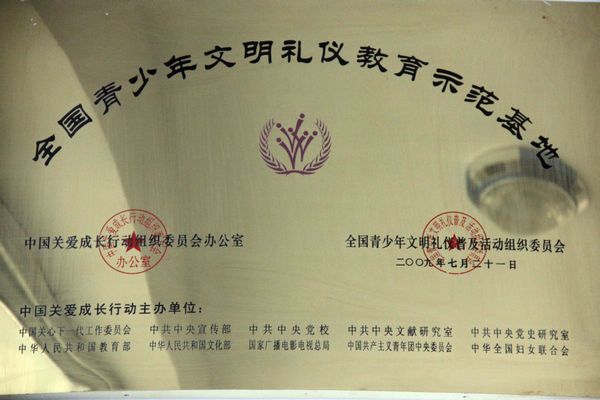 全国青少年文明礼仪教育示范基地
中国关爱成长行动组织委员会办公室
办公室
全国青少年文明礼仪普及活动组织委员会
二〇〇九年七月二十一日
中国关爱成长行动主办单位：
中国关心下一代工作委员会 中共中央宣传部 中共中央党校 中共中央文献研究室 中共中央党史研究室
中华人民共和国教育部 中华人民共和国文化部 国家广播电影电视总局 中国共产主义青年团中央委员会 中华全国妇女联合会